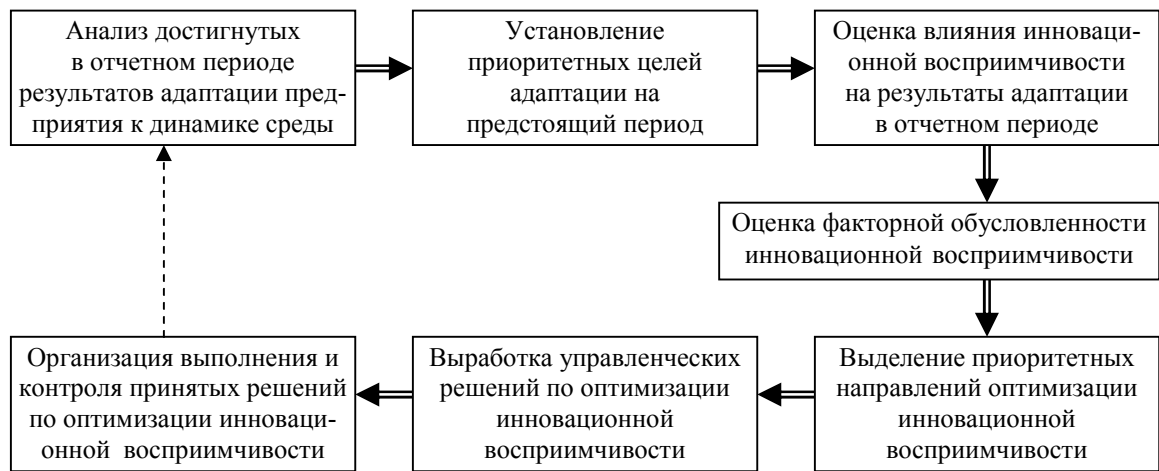 Анализ достигнутых
в отчетном периоде
результатов адаптации пред-
приятия к динамике среды
Установление
приоритетных целей
адаптации на
предстоящий период
Оценка влияния инноваци-
онной восприимчивости
на результаты адаптации
в отчетном периоде
Оценка факторной обусловленности
инновационной восприимчивости
Выделение приоритетных
направлений оптимизации
инновационной
восприимчивости
Выработка управленческих
решений по оптимизации
инновационной
восприимчивости
Организация выполнения и
контроля принятых решений
по оптимизации инноваци-
онной восприимчивости